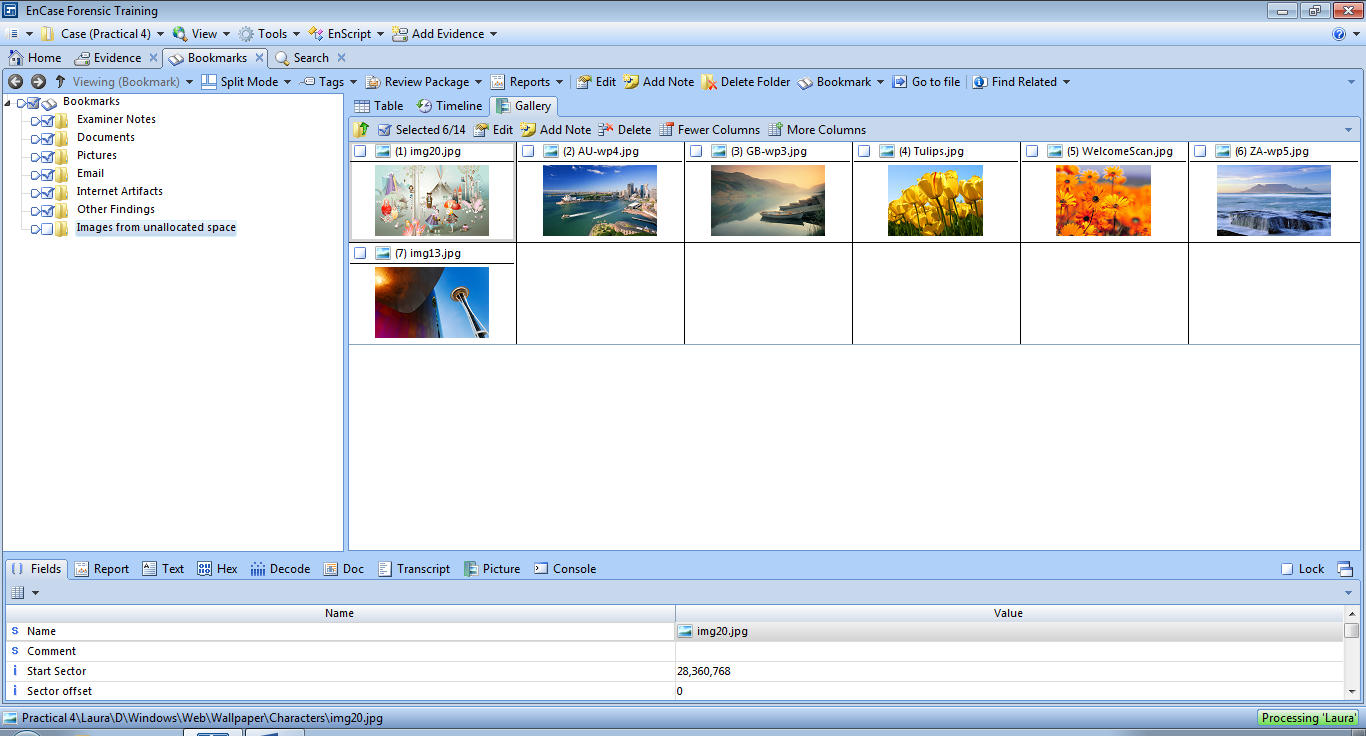 EnCase Forensic Training
Case (Practical 4) View Tools EnScript Add Evidence
Home Evidence Bookmarks Search
Viewing (Bookmark) Split Mode Tags Review Package Reports Edit Add Note Delete Folder Bookmark Go to file Find Related
Bookmarks
Examiner Notes
Documents
Pictures
Email
Internet Artifacts
Other Findings
Images from unallocated space
Table Timeline Gallery
Selected 6/14 Edit Add Note Delete Fewer Columns More Columns
(1) img20.jpg (2) AU-wp4.jpg (3) GB-wp3.jpg (4) Tulips.jpg (5) WelcomeScan.jpg (6) ZA-wp5.jpg
(7) img13.jpg
Fields Report Text Hex Decode Doc Transcript Picture Console Lock
Name Value
S Name img20.jpg
S Comment
i Start Sector 28,360,768
i Sector offset 0
Practical 4\Laura\D\Windows\Web\Wallpaper\Characters\img20.jpg Processing 'Laura'